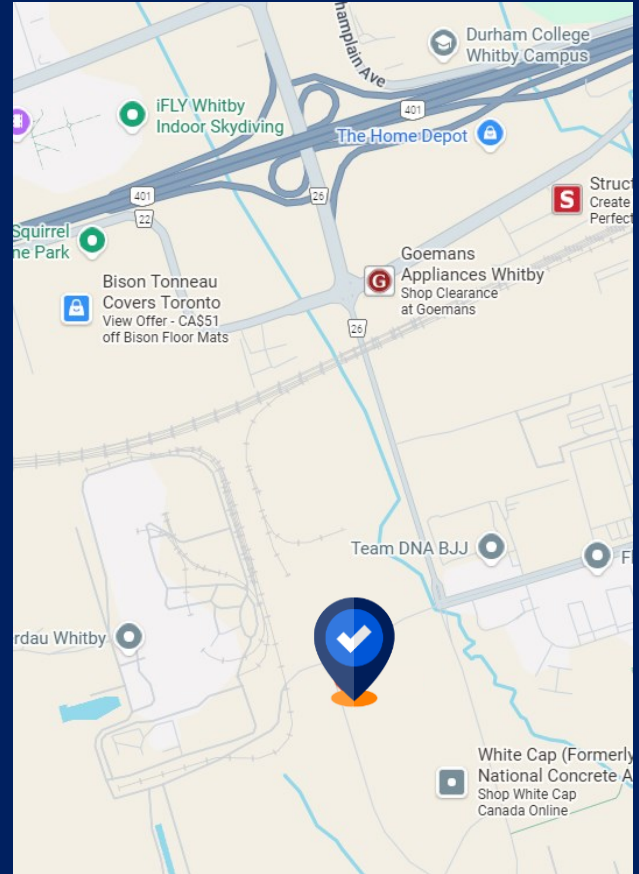 hamplain Ave
Durham College
Whitby Campus
iFLY Whitby
Indoor Skydiving
401
The Home Depot
401
22
26
Squirrel
ne Park
S
Struct
Create
Perfect
Goemans
Appliances Whitby
Shop Clearance
at Goemans
G
Bison Tonneau
Covers Toronto
View Offer - CA$51
off Bison Floor Mats
26
Team DNA BJJ
Fl
rdau Whitby
White Cap (Formerly
National Concrete A
Shop White Cap
Canada Online